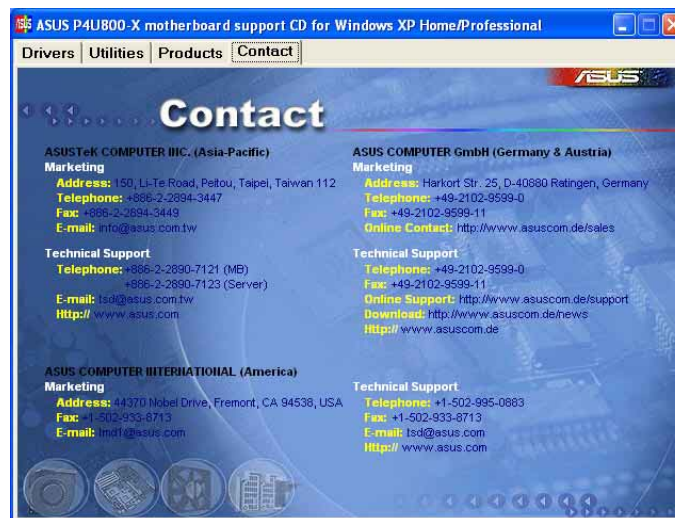 ASUS P4U800-X motherboard support CD for Windows XP Home/Professional
Drivers Utilities Products Contact
ASUS
Contact
ASUSTeK COMPUTER INC. (Asia-Pacific)
Marketing
Address: 150, Li-Te Road, Peitou, Taipei, Taiwan 112
Telephone: +886-2-2894-3447
Fax: +886-2-2894-3449
E-mail: info@asus.com.tw
Technical Support
Telephone: +886-2-2890-7121 (MB)
+886-2-2890-7123 (Server)
E-mail: tsd@asus.com.tw
Http:// www.asus.com
ASUS COMPUTER GmbH (Germany & Austria)
Marketing
Address: Harkort Str. 25, D-40880 Ratingen, Germany
Telephone: +49-2102-9599-0
Fax: +49-2102-9599-11
Online Contact: http://www.asuscom.de/sales
Technical Support
Telephone: +49-2102-9599-0
Fax: +49-2102-9599-11
Online Support: http://www.asuscom.de/support
Download: http://www.asuscom.de/news
Http:// www.asuscom.de
ASUS COMPUTER INTERNATIONAL (America)
Marketing
Address: 44370 Nobel Drive, Fremont, CA 94538, USA
Fax: +1-502-933-8713
E-mail: tmd1@asus.com
Technical Support
Telephone: +1-502-995-0883
Fax: +1-502-933-8713
E-mail: tsd@asus.com
Http:// www.asus.com